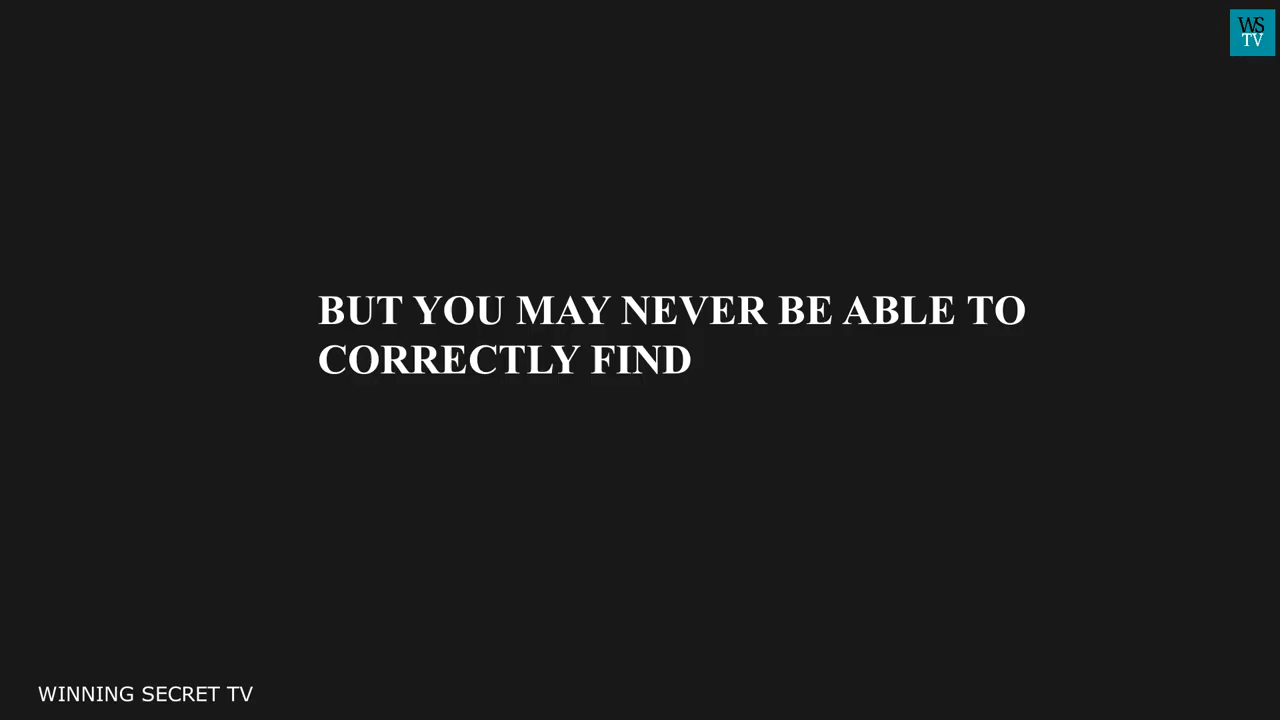 WS
TV
BUT YOU MAY NEVER BE ABLE TO
CORRECTLY FIND
WINNING SECRET TV